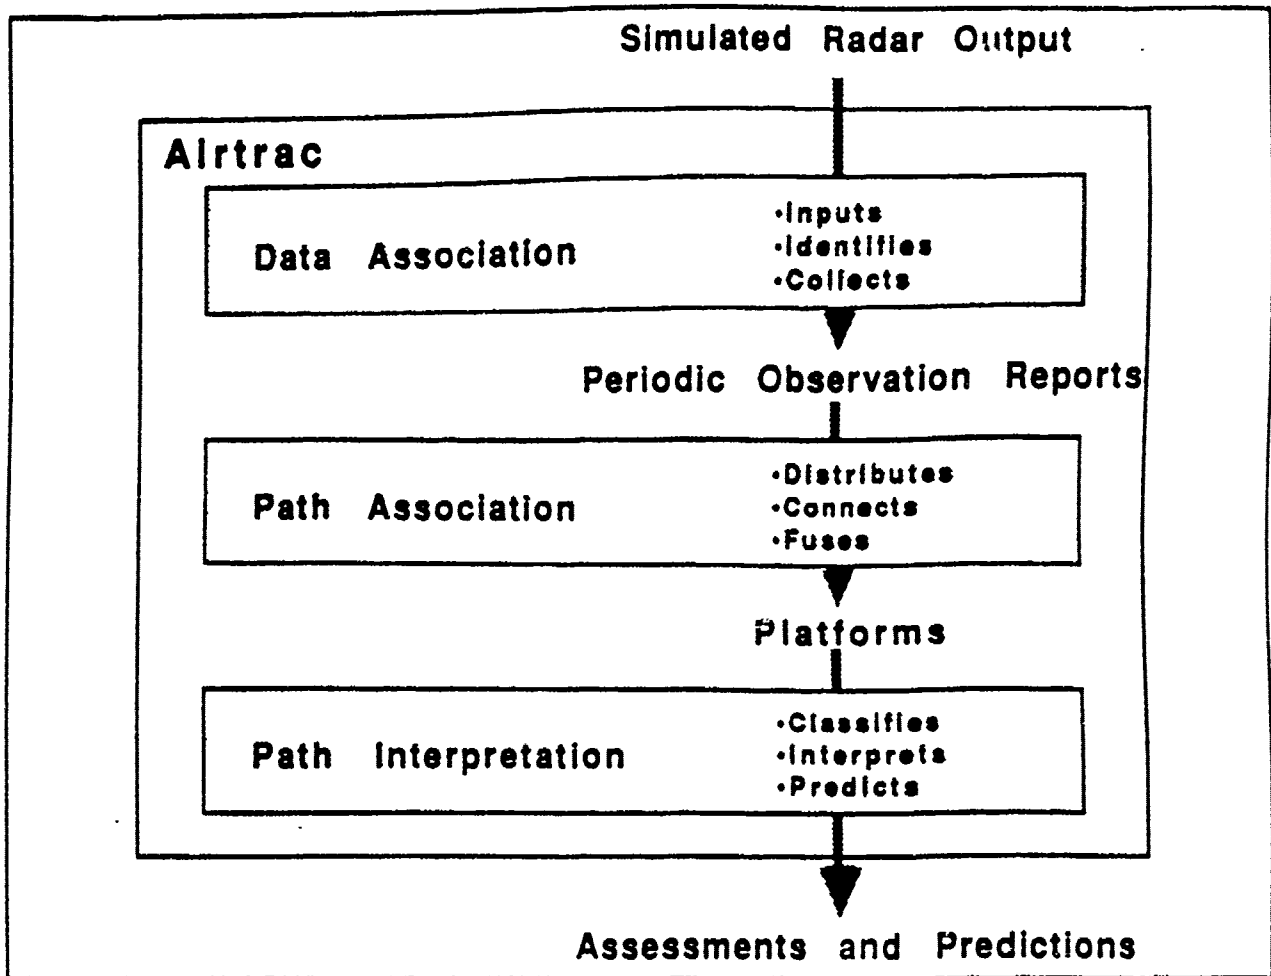 Simulated Radar Output
Airtrac
Data Association
•Inputs
•Identifies
•Collects
Periodic Observation Reports
Path Association
•Distributes
•Connects
•Fuses
Platforms
Path Interpretation
•Classifies
•Interprets
•Predicts
Assessments and Predictions